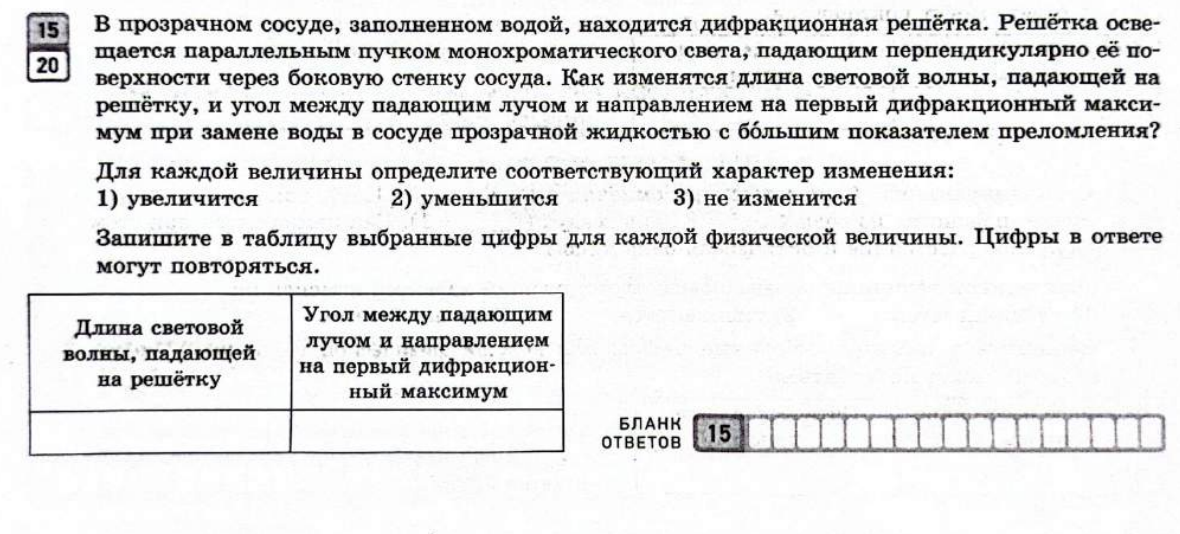 15
20
В прозрачном сосуде, заполненном водой, находится дифракционная решётка. Решётка осве-
щается параллельным пучком монохроматического света, падающим перпендикулярно её по-
верхности через боковую стенку сосуда. Как изменятся длина световой волны, падающей на
решётку, и угол между падающим лучом и направлением на первый дифракционный макси-
мум при замене воды в сосуде прозрачной жидкостью с бо́льшим показателем преломления?
Для каждой величины определите соответствующий характер изменения:
1) увеличится 2) уменьшится 3) не изменится
Запишите в таблицу выбранные цифры для каждой физической величины. Цифры в ответе
могут повторяться.
Длина световой
волны, падающей
на решётку
Угол между падающим
лучом и направлением
на первый дифракцион-
ный максимум
БЛАНК
ОТВЕТОВ
15